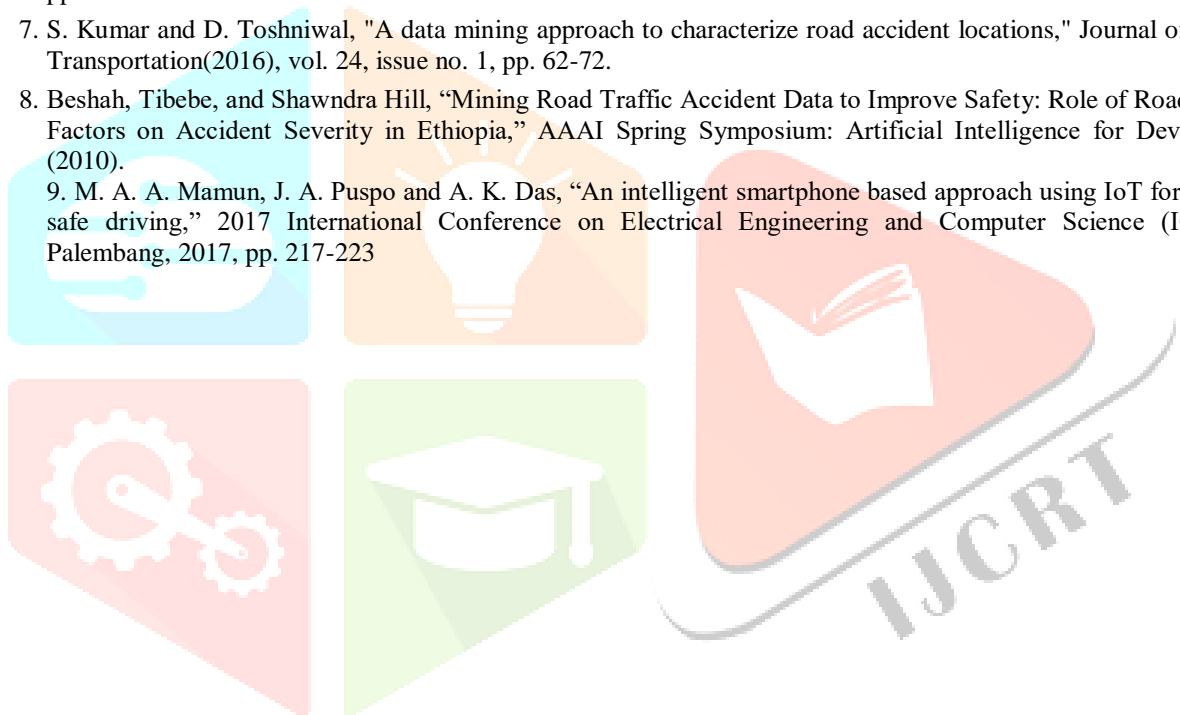 7. S. Kumar and D. Toshniwal, "A data mining approach to characterize road accident locations," Journal of
Transportation(2016), vol. 24, issue no. 1, pp. 62-72.
8. Beshah, Tibebe, and Shawndra Hill, “Mining Road Traffic Accident Data to Improve Safety: Role of Road
Factors on Accident Severity in Ethiopia,” AAAI Spring Symposium: Artificial Intelligence for Dev
(2010).
9. M. A. A. Mamun, J. A. Puspo and A. K. Das, “An intelligent smartphone based approach using IoT for
safe driving,” 2017 International Conference on Electrical Engineering and Computer Science (I
Palembang, 2017, pp. 217-223
IJCRT